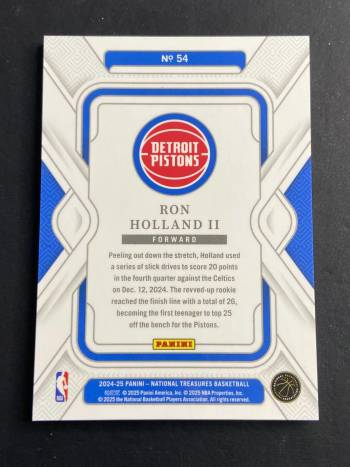 Nº 54
DETROIT
PISTONS
RON
HOLLAND II
FORWARD
Peeling out down the stretch, Holland used
a series of slick drives to score 20 points
in the fourth quarter against the Celtics
on Dec. 12, 2024. The revved-up rookie
reached the finish line with a total of 26,
becoming the first teenager to top 25
off the bench for the Pistons.
PANINI
2024-25 PANINI – NATIONAL TREASURES BASKETBALL
© 2025 Panini America, Inc. © 2025 NBA Properties, Inc.
© 2025 the National Basketball Players Association. All rights reserved.
NBA